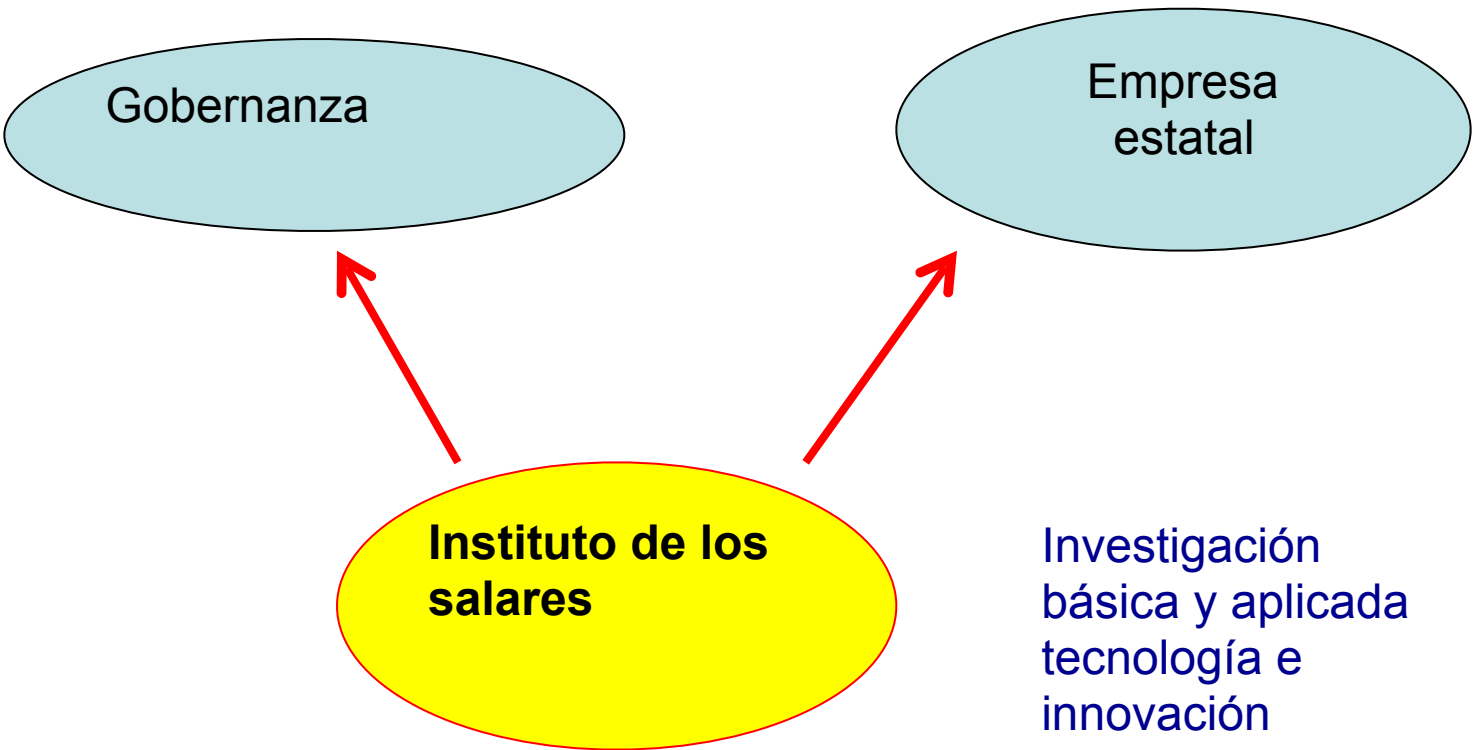 Gobernanza
Empresa
estatal
Instituto de los
salares
Investigación
básica y aplicada
tecnología e
innovación